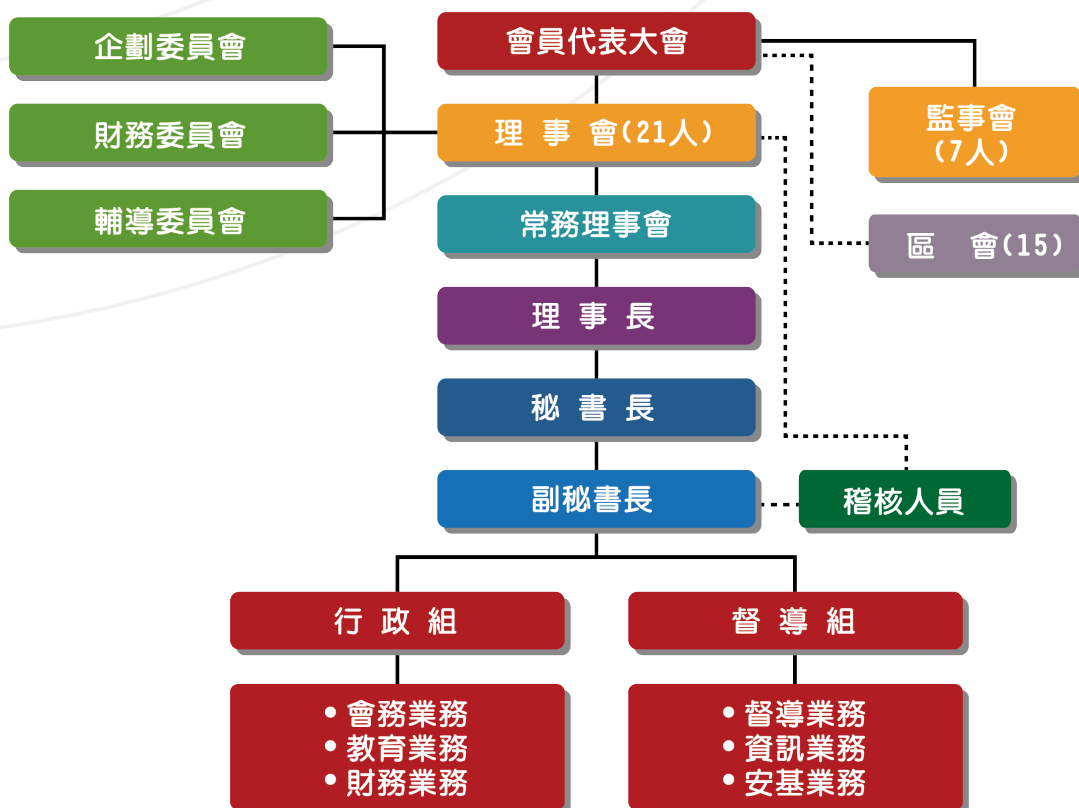 企劃委員會
會員代表大會
財務委員會
理 事 會(21人)
監事會
(7人)
輔導委員會
常務理事會
區 會(15)
理 事 長
秘 書 長
副秘書長
稽核人員
行 政 組
督 導 組
• 會務業務
• 教育業務
• 財務業務
• 督導業務
• 資訊業務
• 安基業務